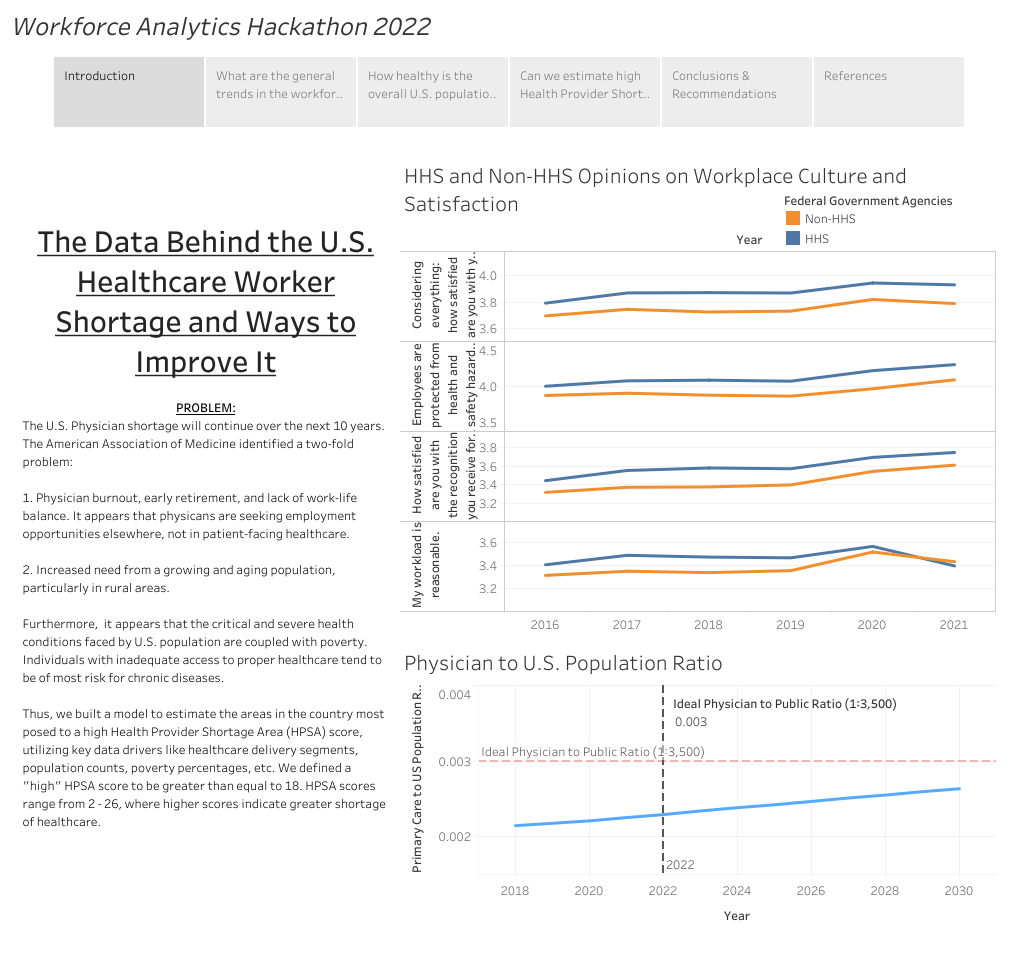 Workforce Analytics Hackathon 2022
Introduction
What are the general
trends in the workfor..
How healthy is the
overall U.S. populatio..
Can we estimate high
Health Provider Short..
Conclusions &
Recommendations
References
The Data Behind the U.S.
Healthcare Worker
Shortage and Ways to
Improve It
PROBLEM:
The U.S. Physician shortage will continue over the next 10 years.
The American Association of Medicine identified a two-fold
problem:
1. Physician burnout, early retirement, and lack of work-life
balance. It appears that physicans are seeking employment
opportunities elsewhere, not in patient-facing healthcare.
2. Increased need from a growing and aging population,
particularly in rural areas.
Furthermore,  it appears that the critical and severe health
conditions faced by U.S. population are coupled with poverty.
Individuals with inadequate access to proper healthcare tend to
be of most risk for chronic diseases.
Thus, we built a model to estimate the areas in the country most
posed to a high Health Provider Shortage Area (HPSA) score,
utilizing key data drivers like healthcare delivery segments,
population counts, poverty percentages, etc. We defined a
"high" HPSA score to be greater than equal to 18. HPSA scores
range from 2 - 26, where higher scores indicate greater shortage
of healthcare.
HHS and Non-HHS Opinions on Workplace Culture and
Satisfaction
Federal Government Agencies
Non-HHS
HHS
Year
Considering
everything:
how satisfied
are you with y..
4.0
3.8
3.6
Employees are
protected from
health and
safety hazard..
4.5
4.0
3.5
How satisfied
are you with
the recognition
you receive for..
3.8
3.6
3.4
3.2
My workload is
reasonable.
3.6
3.4
3.2
2016
2017
2018
2019
2020
2021
Physician to U.S. Population Ratio
Primary Care to US Population R..
0.004
0.003
0.002
Ideal Physician to Public Ratio (1:3,500)
0.003
Ideal Physician to Public Ratio (1:3,500)
2022
2018
2020
2022
2024
2026
2028
2030
Year